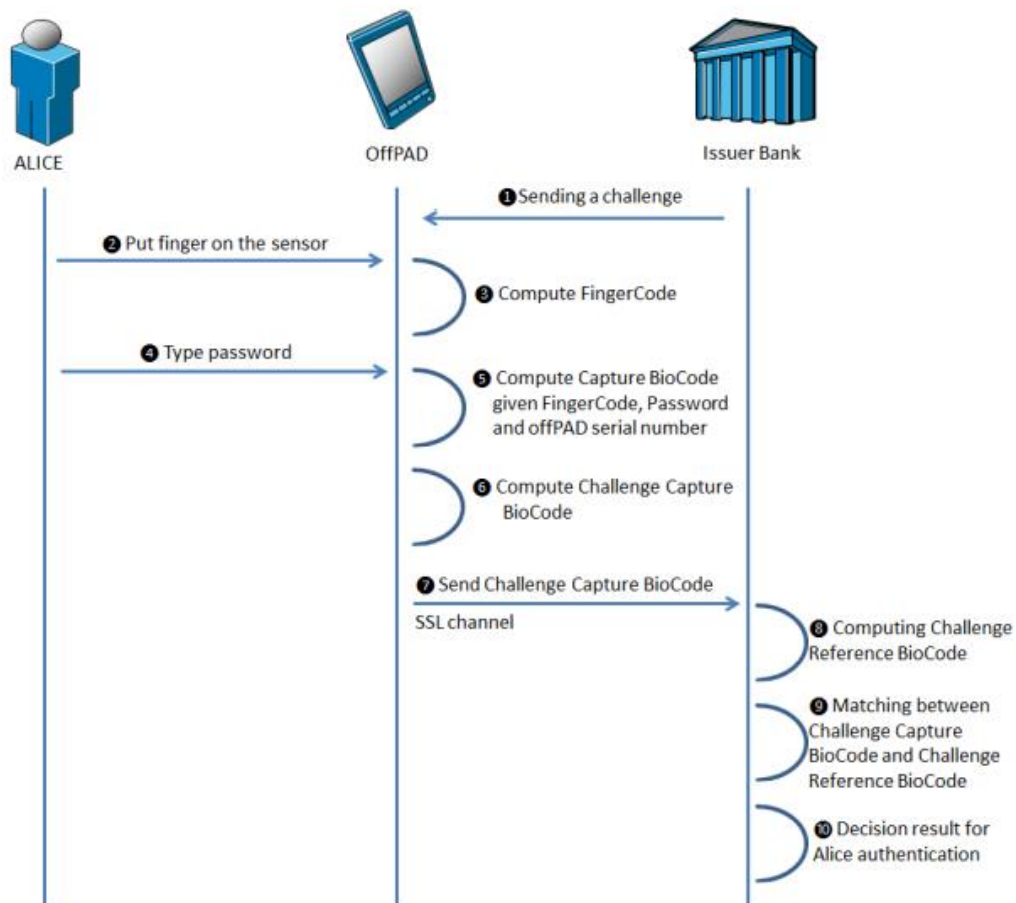 ALICE
OffPAD
Issuer Bank
❶Sending a challenge
❷ Put finger on the sensor
❸ Compute FingerCode
❹ Type password
❺ Compute Capture BioCode
given FingerCode, Password
and offPAD serial number
❻ Compute Challenge Capture
BioCode
❼ Send Challenge Capture BioCode
SSL channel
❽ Computing Challenge
Reference BioCode
❾ Matching between
Challenge Capture
BioCode and Challenge
Reference BioCode
❿ Decision result for
Alice authentication